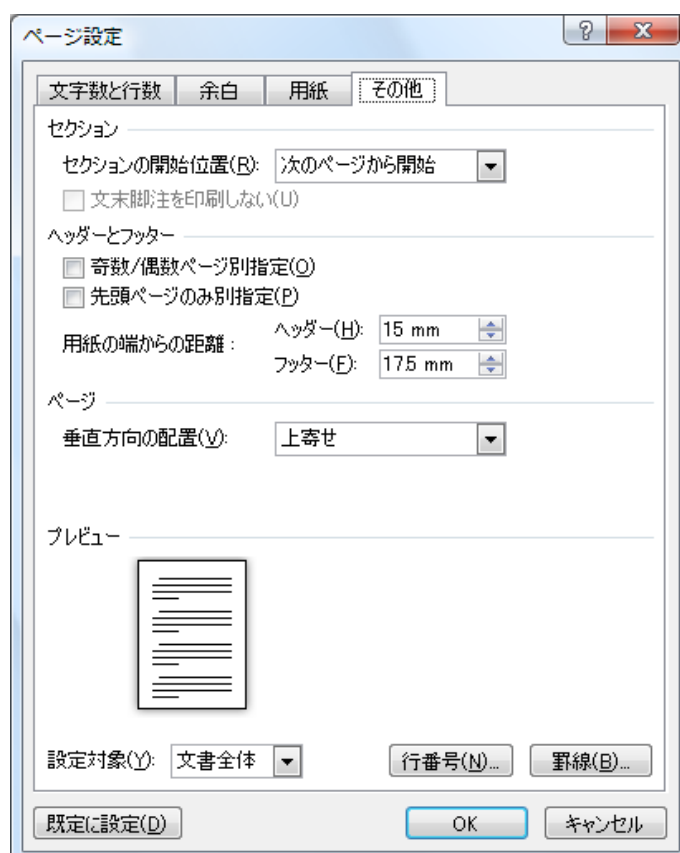 ページ設定
文字数と行数 余白 用紙 その他
セクション
セクションの開始位置(R): 次のページから開始
文末脚注を印刷しない(U)
ヘッダーとフッター
奇数/偶数ページ別指定(O)
先頭ページのみ別指定(P)
用紙の端からの距離: ヘッダー(H): 15 mm
フッター(F): 17.5 mm
ページ
垂直方向の配置(V): 上寄せ
プレビュー
設定対象(Y): 文書全体 行番号(N)... 罫線(B)...
既定に設定(D) OK キャンセル